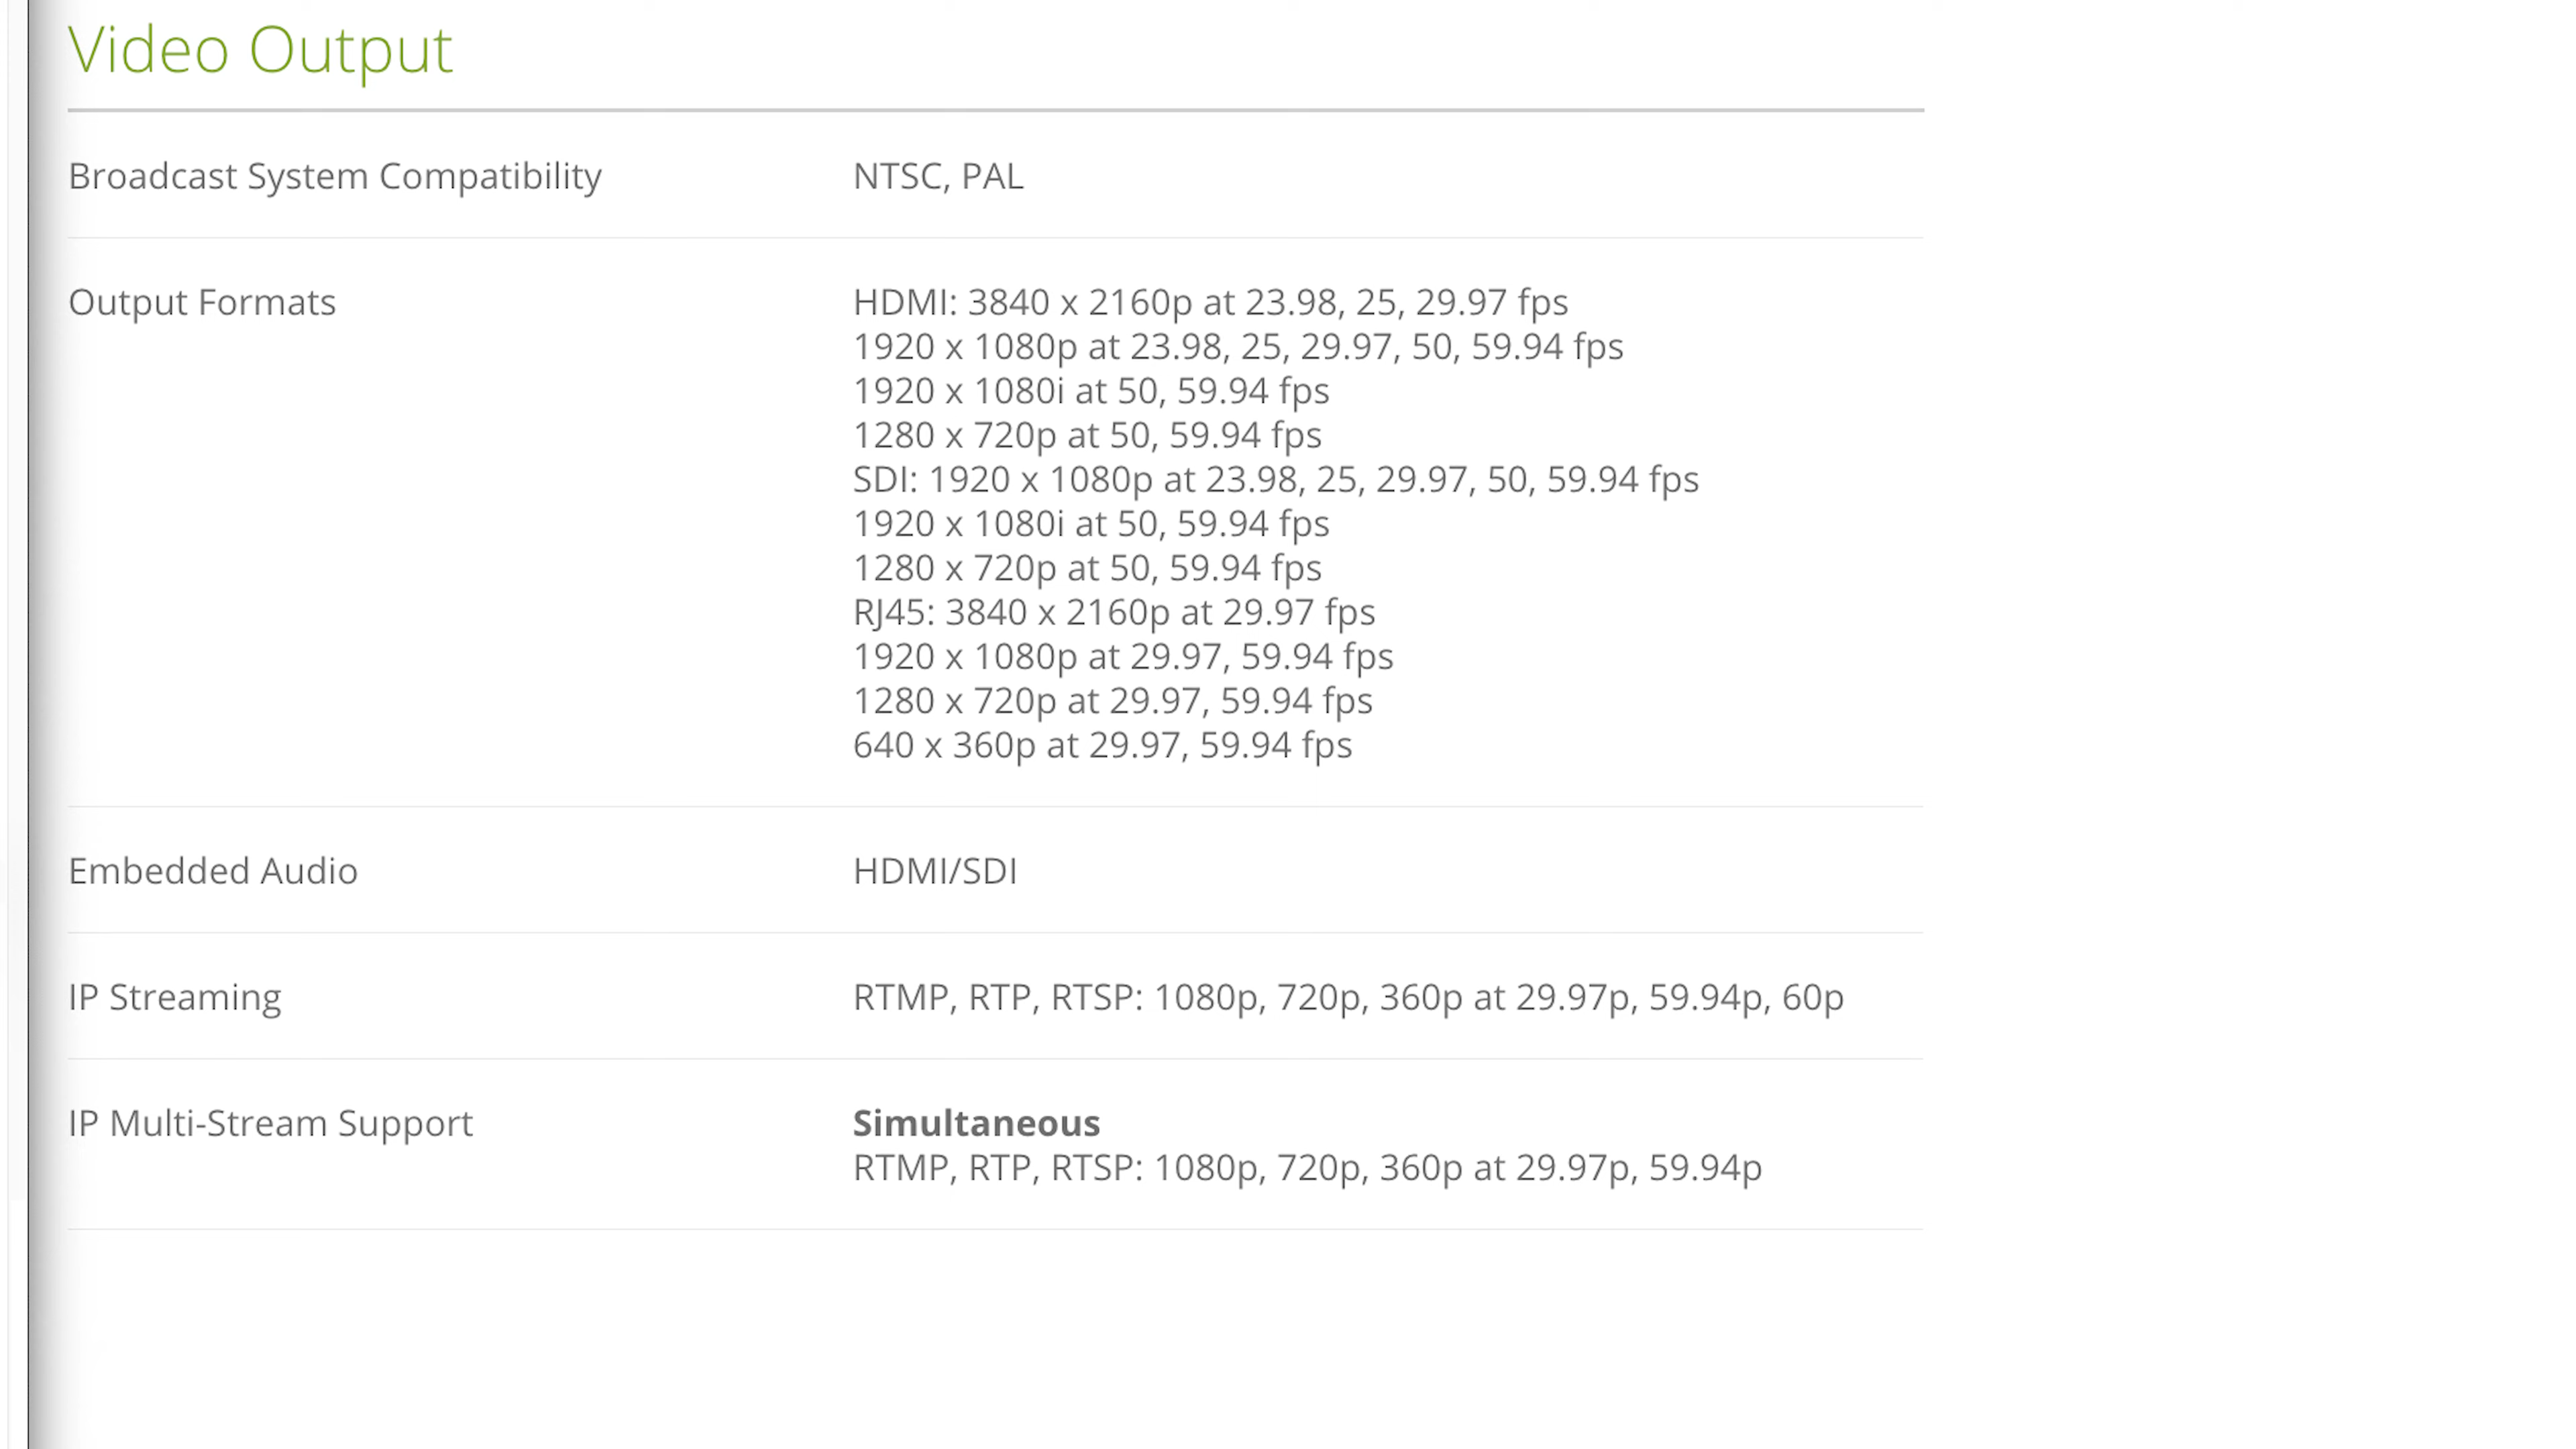 Video Output
Broadcast System Compatibility NTSC, PAL
Output Formats HDMI: 3840 x 2160p at 23.98, 25, 29.97 fps
1920 x 1080p at 23.98, 25, 29.97, 50, 59.94 fps
1920 x 1080i at 50, 59.94 fps
1280 x 720p at 50, 59.94 fps
SDI: 1920 x 1080p at 23.98, 25, 29.97, 50, 59.94 fps
1920 x 1080i at 50, 59.94 fps
1280 x 720p at 50, 59.94 fps
RJ45: 3840 x 2160p at 29.97 fps
1920 x 1080p at 29.97, 59.94 fps
1280 x 720p at 29.97, 59.94 fps
640 x 360p at 29.97, 59.94 fps
Embedded Audio HDMI/SDI
IP Streaming RTMP, RTP, RTSP: 1080p, 720p, 360p at 29.97p, 59.94p, 60p
IP Multi-Stream Support Simultaneous
RTMP, RTP, RTSP: 1080p, 720p, 360p at 29.97p, 59.94p